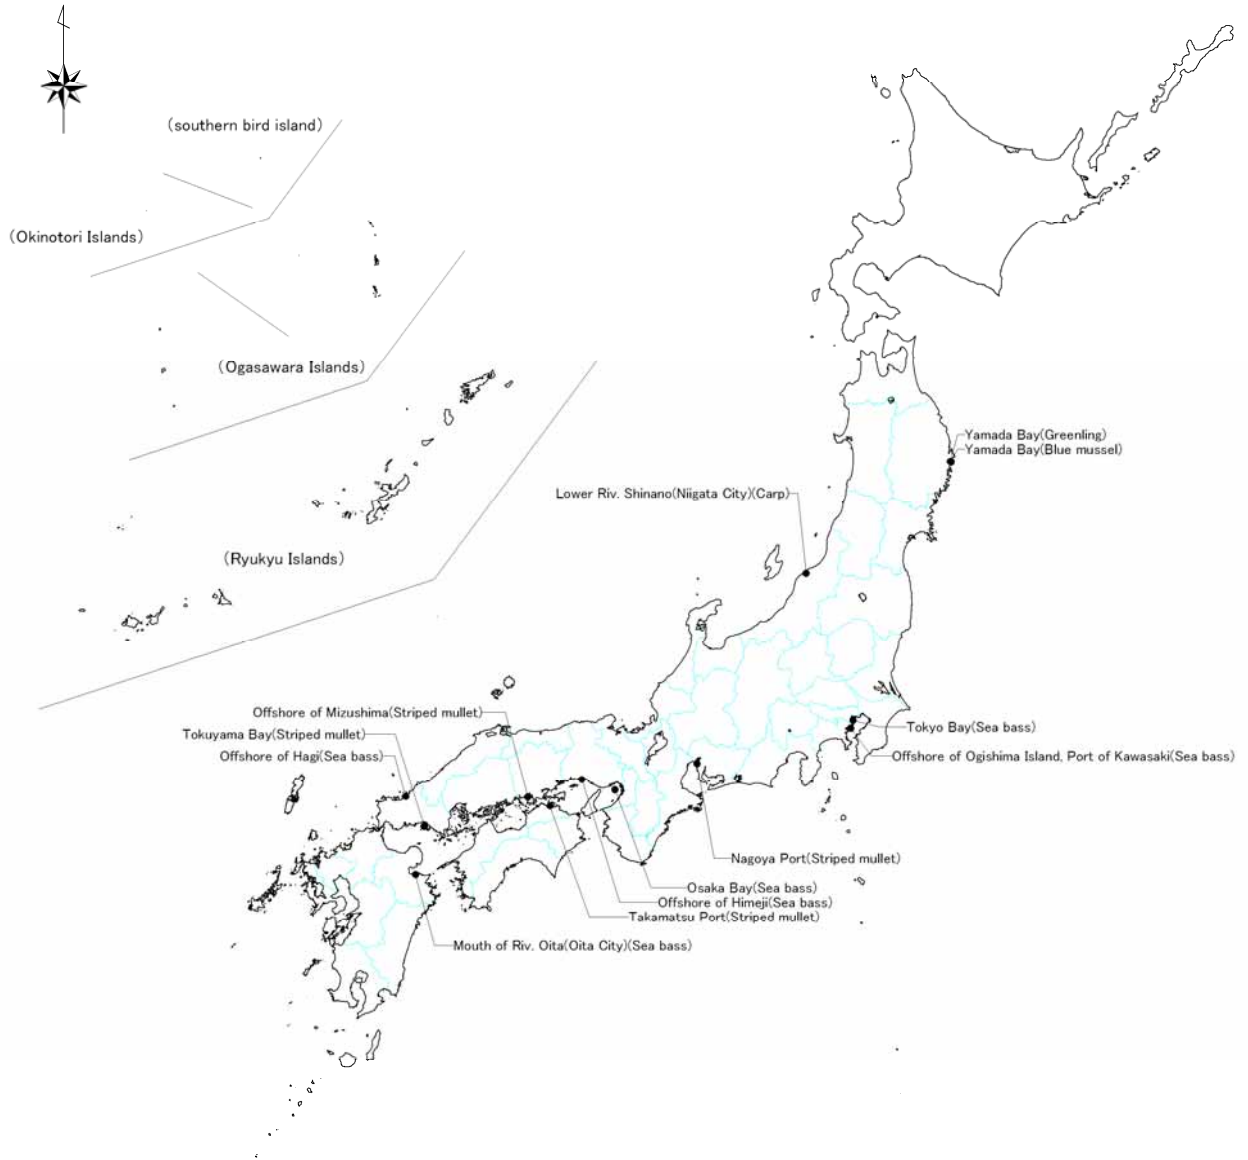 (southern bird island)
(Okinotori Islands)
(Ogasawara Islands)
Yamada Bay(Greenling)
Yamada Bay(Blue mussel)
Lower Riv. Shinano(Niigata City)(Carp)
(Ryukyu Islands)
Offshore of Mizushima(Striped mullet)
Tokyo Bay(Sea bass)
Tokuyama Bay(Striped mullet)
Offshore of Hagi(Sea bass)
Offshore of Ogishima Island, Port of Kawasaki(Sea bass)
Nagoya Port(Striped mullet)
Osaka Bay(Sea bass)
Offshore of Himeji(Sea bass)
Takamatsu Port(Striped mullet)
Mouth of Riv. Oita(Oita City)(Sea bass)